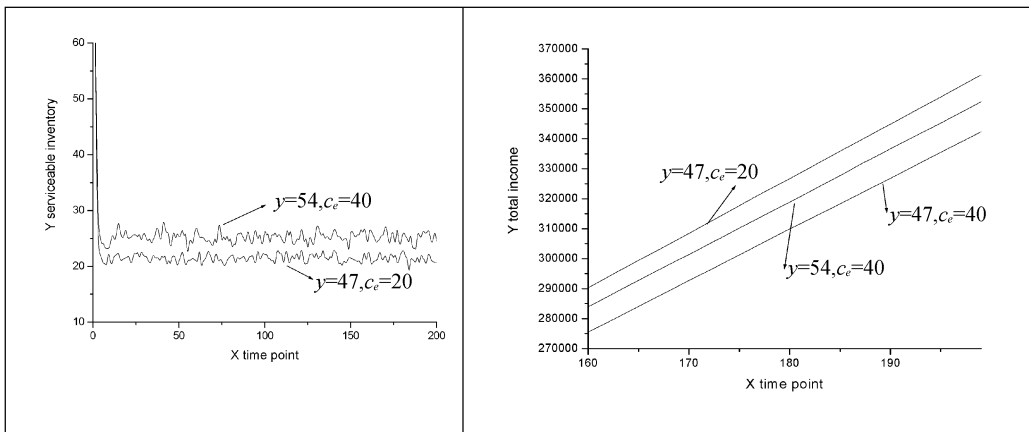 60
50
40
30
20
10
0
50
100
150
200
Y serviceable inventory
X time point
y=54,ce=40
y=47,ce=20
370000
360000
350000
340000
330000
320000
310000
300000
290000
280000
270000
160
170
180
190
Y total income
X time point
y=47,ce=20
y=47,ce=40
y=54,ce=40